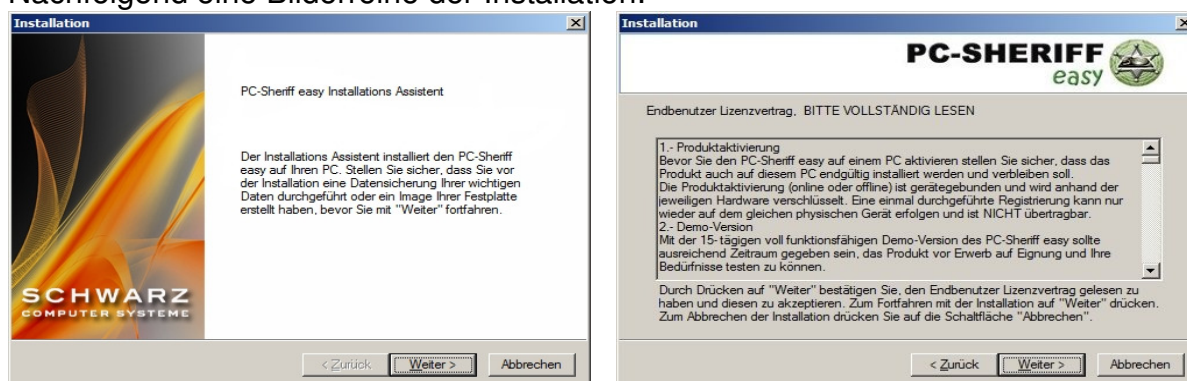 Nachfolgend eine Bilderreihe der Installation:
Installation
PC-Sheriff easy Installations Assistent
Der Installations Assistent installiert den PC-Sheriff
easy auf Ihren PC. Stellen Sie sicher, dass Sie vor
der Installation eine Datensicherung Ihrer wichtigen
Daten durchgeführt oder ein Image Ihrer Festplatte
erstellt haben, bevor Sie mit "Weiter" fortfahren.
SCHWARZ
COMPUTER SYSTEME
< Zurück
Weiter >
Abbrechen
Installation
PC-SHERIFF
easy
Endbenutzer Lizenzvertrag, BITTE VOLLSTÄNDIG LESEN
1.- Produktaktivierung
Bevor Sie den PC-Sheriff easy auf einem PC aktivieren stellen Sie sicher, dass das
Produkt auch auf diesem PC endgültig installiert werden und verbleiben soll.
Die Produktaktivierung (online oder offline) ist gerätegebunden und wird anhand der
jeweiligen Hardware verschlüsselt. Eine einmal durchgeführte Registrierung kann nur
wieder auf dem gleichen physischen Gerät erfolgen und ist NICHT übertragbar.
2.- Demo-Version
Mit der 15- tägigen voll funktionsfähigen Demo-Version des PC-Sheriff easy sollte
ausreichend Zeitraum gegeben sein, das Produkt vor Erwerb auf Eignung und Ihre
Bedürfnisse testen zu können.
Durch Drücken auf "Weiter" bestätigen Sie, den Endbenutzer Lizenzvertrag gelesen zu
haben und diesen zu akzeptieren. Zum Fortfahren mit der Installation auf "Weiter" drücken.
Zum Abbrechen der Installation drücken Sie auf die Schaltfläche "Abbrechen".
< Zurück
Weiter >
Abbrechen